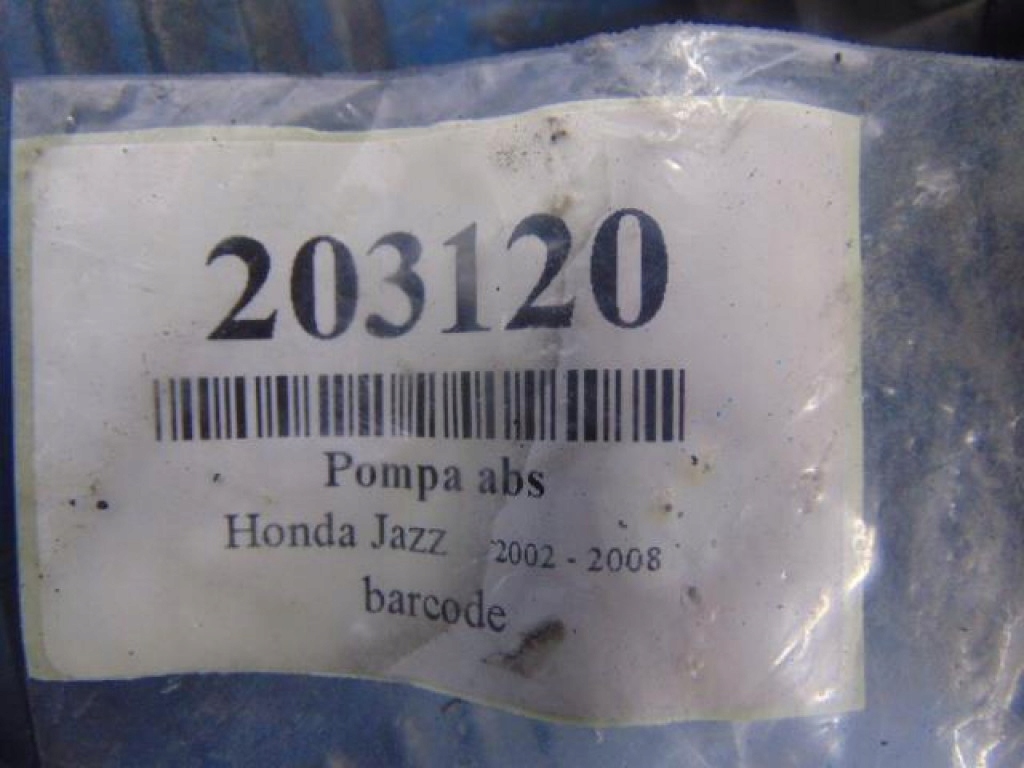 203120
Pompa abs
Honda Jazz 2002 - 2008
barcode